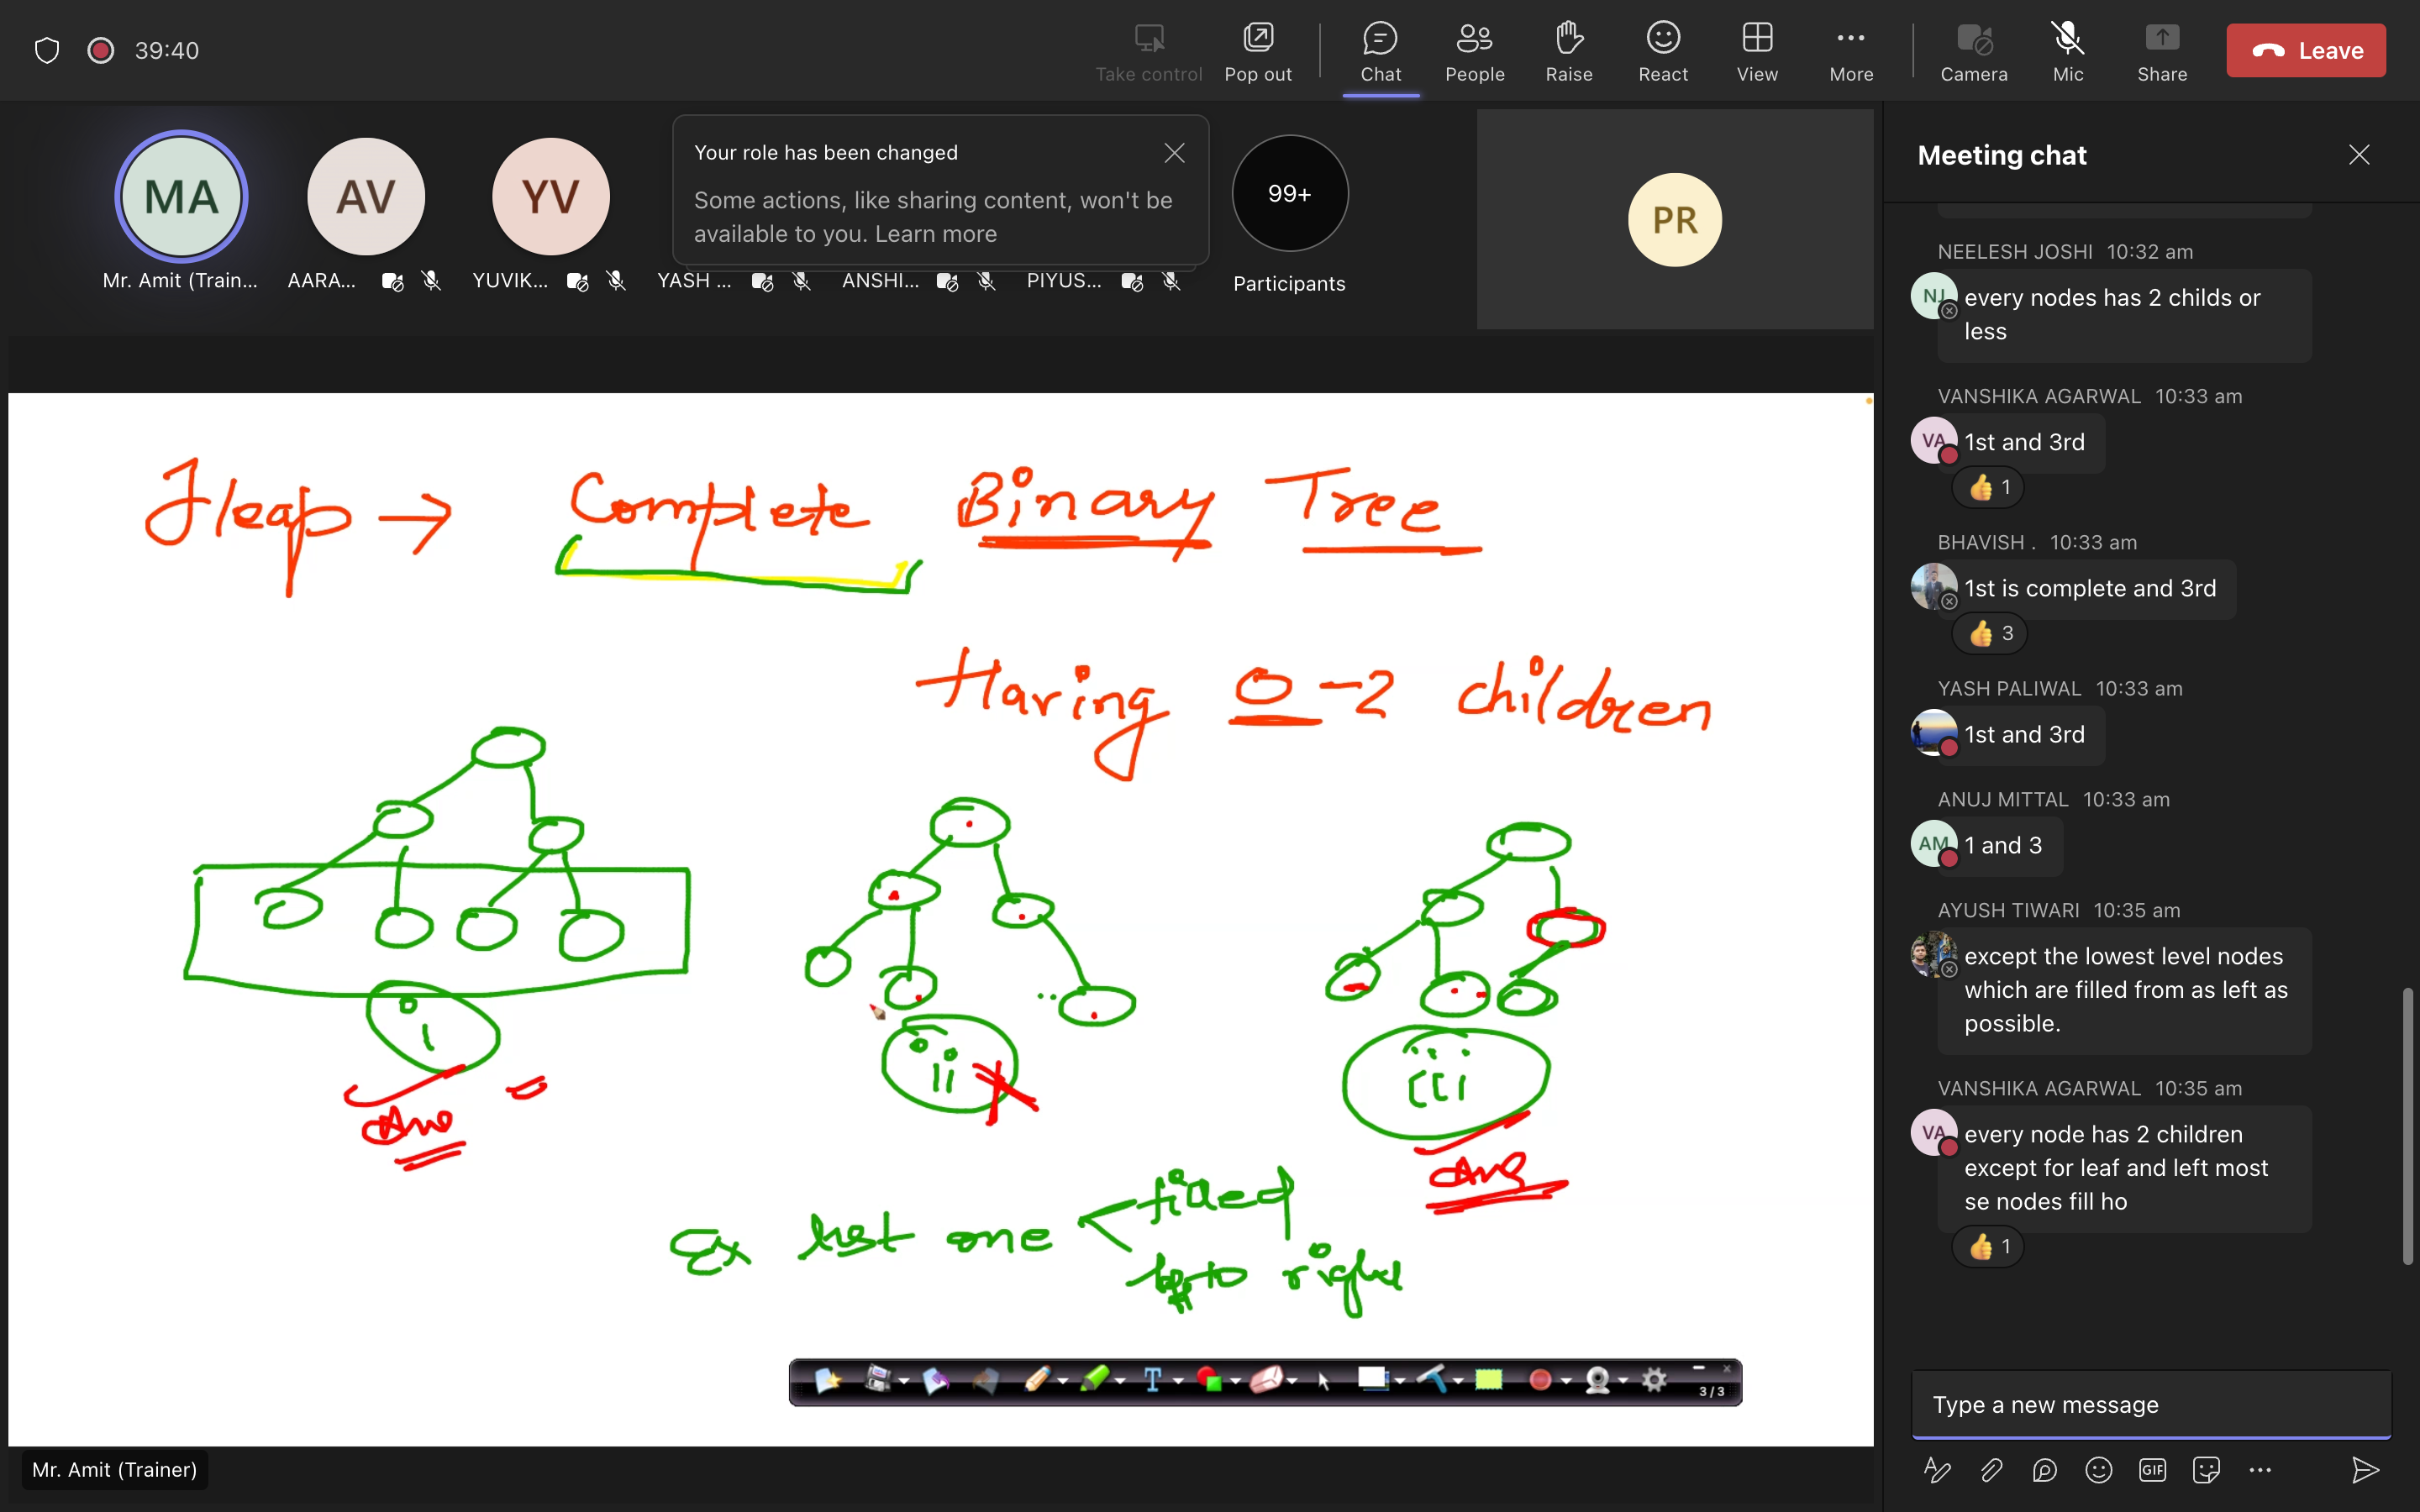 39:40
Take control
Pop out
Chat
People
Raise
React
View
More
Camera
Mic
Share
Leave
MA
AV
YV
Your role has been changed
Some actions, like sharing content, won't be
available to you. Learn more
99+
PR
Mr. Amit (Train...
AARA...
YUVIK...
YASH ...
ANSHI...
PIYUS...
Participants
Heap → Complete Binary Tree
Having 0-2 children
i
ii
iii
Ans
Ans
Ex last one
filled
right
3/3
Mr. Amit (Trainer)
Meeting chat
NEELESH JOSHI 10:32 am
NJ
every nodes has 2 childs or
less
VANSHIKA AGARWAL 10:33 am
VA
1st and 3rd
👍 1
BHAVISH . 10:33 am
1st is complete and 3rd
👍 3
YASH PALIWAL 10:33 am
1st and 3rd
ANUJ MITTAL 10:33 am
AM
1 and 3
AYUSH TIWARI 10:35 am
except the lowest level nodes
which are filled from as left as
possible.
VANSHIKA AGARWAL 10:35 am
VA
every node has 2 children
except for leaf and left most
se nodes fill ho
👍 1
Type a new message
GIF